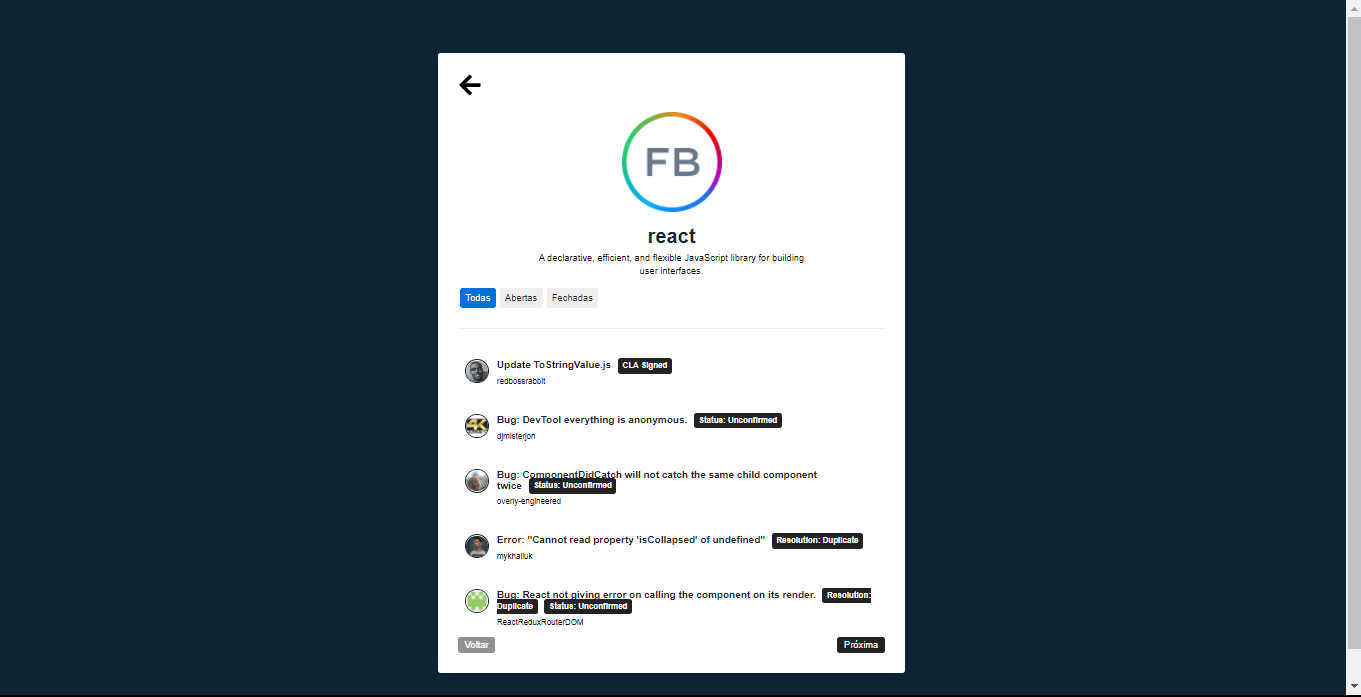 FB
react
A declarative, efficient, and flexible JavaScript library for building
user interfaces.
Todas Abertas Fechadas
Update ToStringValue.js CLA Signed
redbossrabbit
4K
Bug: DevTool everything is anonymous. Status: Unconfirmed
djmisterjon
Bug: ComponentDidCatch will not catch the same child component
twice Status: Unconfirmed
overly-engineered
Error: "Cannot read property 'isCollapsed' of undefined" Resolution: Duplicate
mykhailuk
Bug: React not giving error on calling the component on its render. Resolution:
Duplicate Status: Unconfirmed
ReactReduxRouterDOM
Voltar Próxima